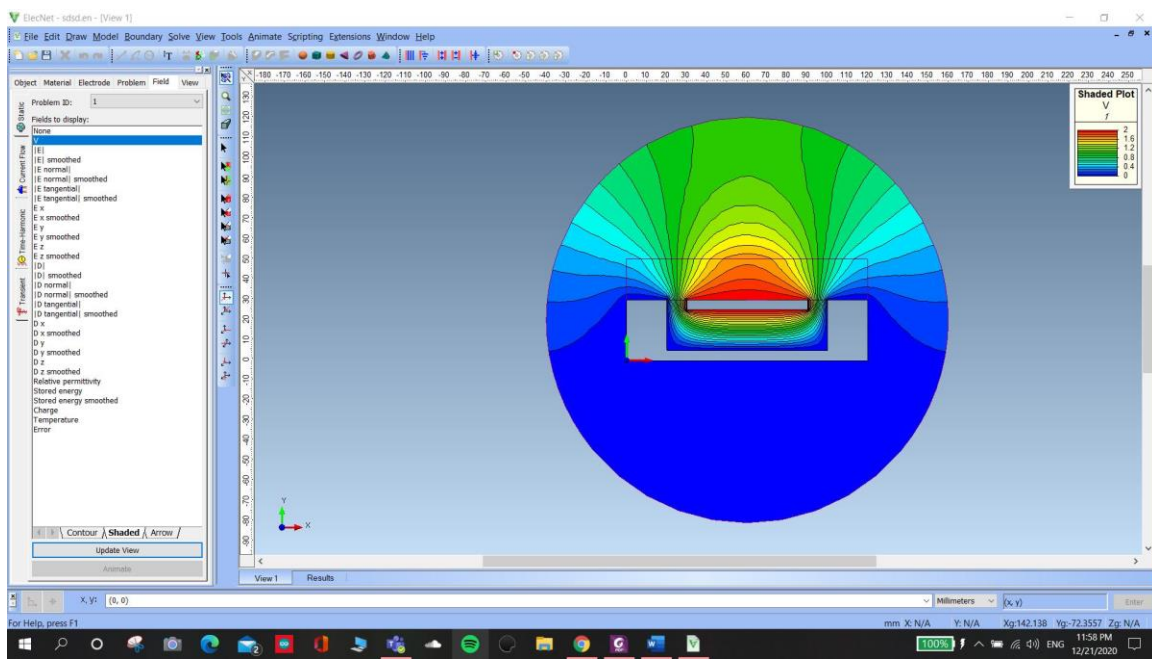 ElecNet - sdsd.en - [View 1]
File Edit Draw Model Boundary Solve View Tools Animate Scripting Extensions Window Help
Object Material Electrode Problem Field View
Problem ID: 1
Fields to display:
None
V
|E|
|E| smoothed
|E normal|
|E normal| smoothed
|E tangential|
|E tangential| smoothed
E x
E x smoothed
E y
E y smoothed
E z
E z smoothed
|D|
|D| smoothed
|D normal|
|D normal| smoothed
|D tangential|
|D tangential| smoothed
D x
D x smoothed
D y
D y smoothed
D z
D z smoothed
Relative permittivity
Stored energy
Stored energy smoothed
Charge
Temperature
Error
Static
Current Flow
Time-Harmonic
Transient
Contour Shaded Arrow
Update View
Animate
-180 -170 -160 -150 -140 -130 -120 -110 -100 -90 -80 -70 -60 -50 -40 -30 -20 -10 0 10 20 30 40 50 60 70 80 90 100 110 120 130 140 150 160 170 180 190 200 210 220 230 240 250
130
120
110
100
90
80
70
60
50
40
30
20
10
0
-10
-20
-30
-40
-50
-60
-70
-80
-90
Shaded Plot
V
2
1.6
1.2
0.8
0.4
0
Y
X
View 1 Results
X, Y: (0, 0) Millimeters (x, y) Enter
For Help, press F1 mm X: N/A Y: N/A Xg:142.138 Yg:-72.3557 Zg: N/A
100% ENG 11:58 PM
12/21/2020